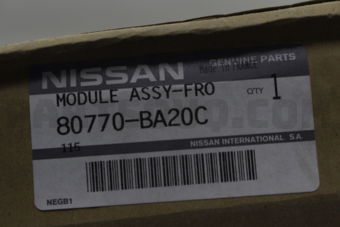 NISSAN GENUINE PARTS
MODULE ASSY-FRO QTY 1
80770-BA20C
115 NISSAN INTERNATIONAL S.A.
NEGB1